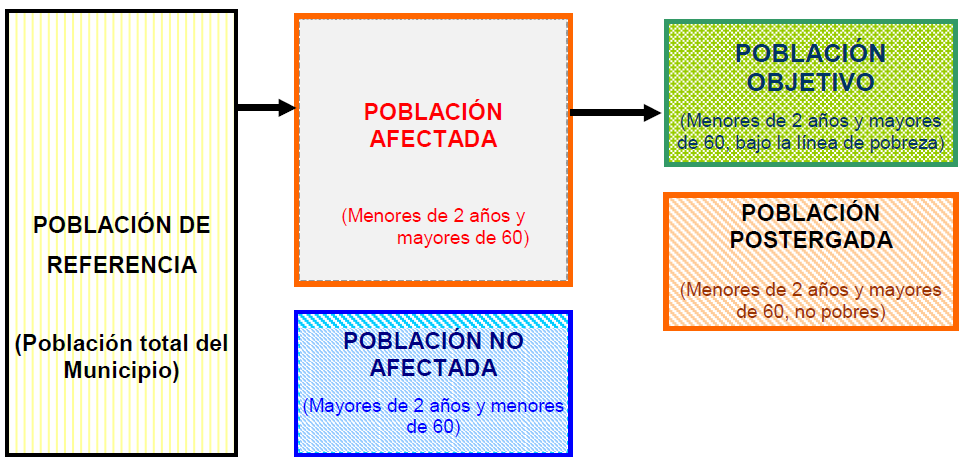 POBLACIÓN DE
REFERENCIA
(Población total del
Municipio)
POBLACIÓN
AFECTADA
(Menores de 2 años y
mayores de 60)
POBLACIÓN NO
AFECTADA
(Mayores de 2 años y menores
de 60)
POBLACIÓN
OBJETIVO
(Menores de 2 años y mayores
de 60, bajo la línea de pobreza)
POBLACIÓN
POSTERGADA
(Menores de 2 años y mayores
de 60, no pobres)